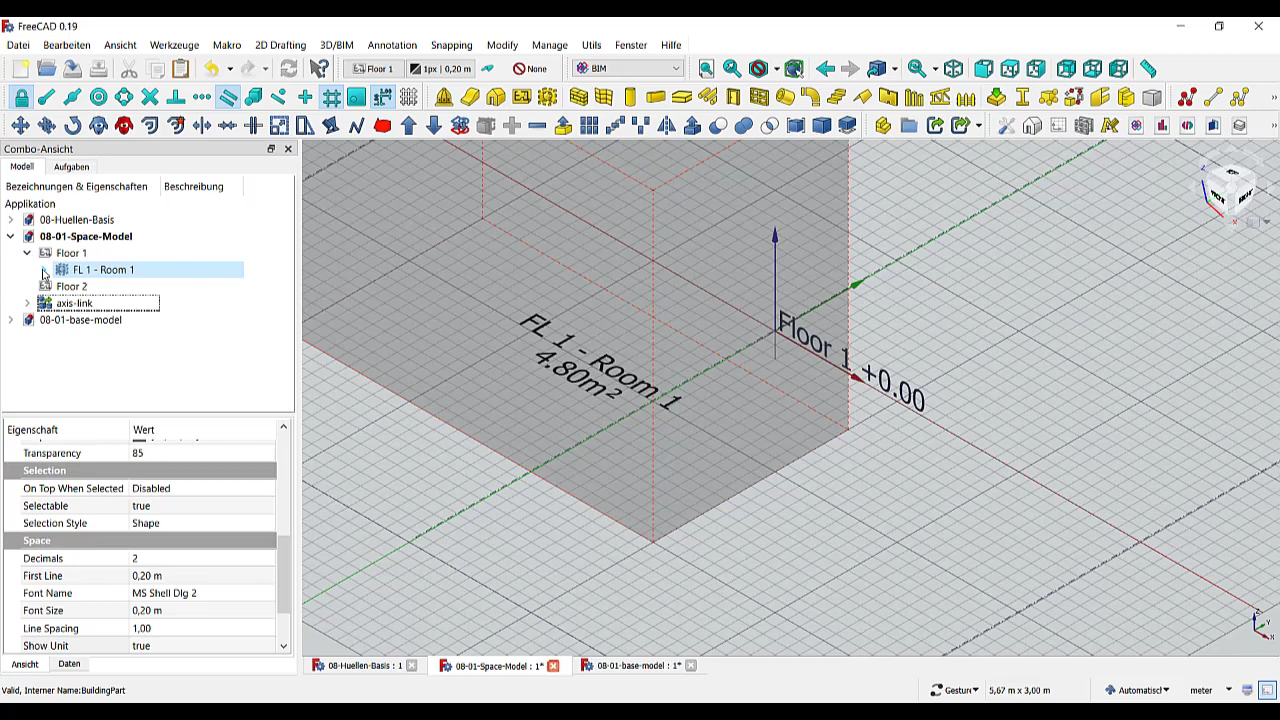 FreeCAD 0.19
Datei Bearbeiten Ansicht Werkzeuge Makro 2D Drafting 3D/BIM Annotation Snapping Modify Manage Utils Fenster Hilfe
Floor 1 1px | 0,20 m None BIM
Combo-Ansicht
Modell Aufgaben
Bezeichnungen & Eigenschaften Beschreibung
Applikation
08-Huellen-Basis
08-01-Space-Model
Floor 1
FL 1 - Room 1
Floor 2
axis-link
08-01-base-model
Eigenschaft Wert
Transparency 85
Selection
On Top When Selected Disabled
Selectable true
Selection Style Shape
Space
Decimals 2
First Line 0,20 m
Font Name MS Shell Dlg 2
Font Size 0,20 m
Line Spacing 1,00
Show Unit true
Ansicht Daten
FL 1 - Room 1
4.80m²
Floor 1 +0.00
Z
X
Z
Y
X
08-Huellen-Basis : 1 08-01-Space-Model : 1* 08-01-base-model : 1*
Valid, Internal Name:BuildingPart Gesture 5,67 m x 3,00 m Automatisch meter